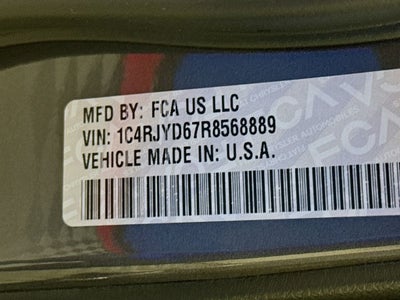 MFD BY: FCA US LLC
VIN: 1C4RJYD67R8568889
VEHICLE MADE IN: U.S.A.